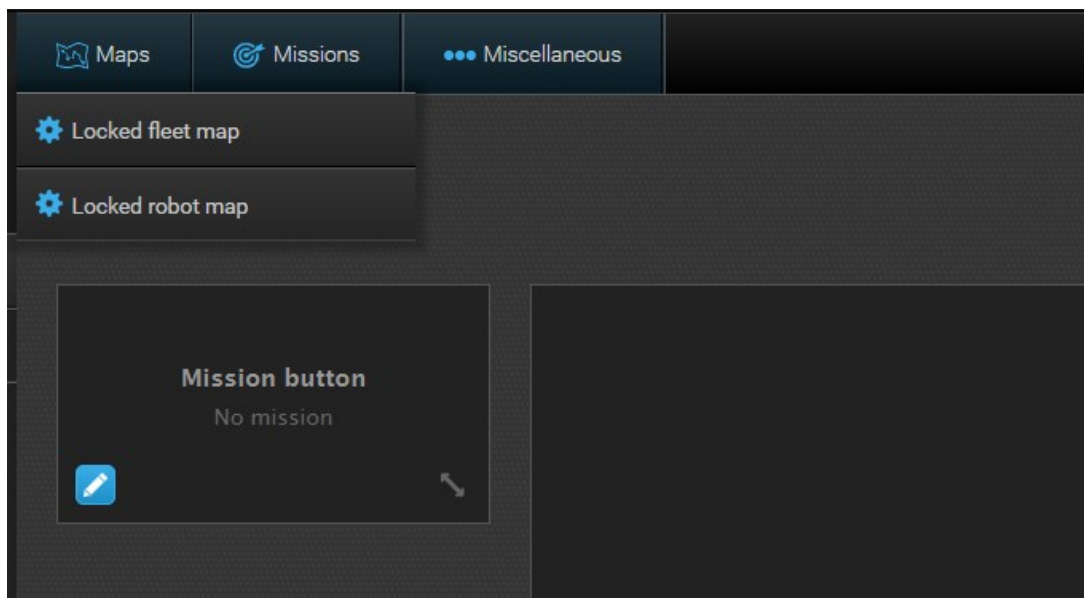 Maps
Missions
Miscellaneous
Locked fleet map
Locked robot map
Mission button
No mission